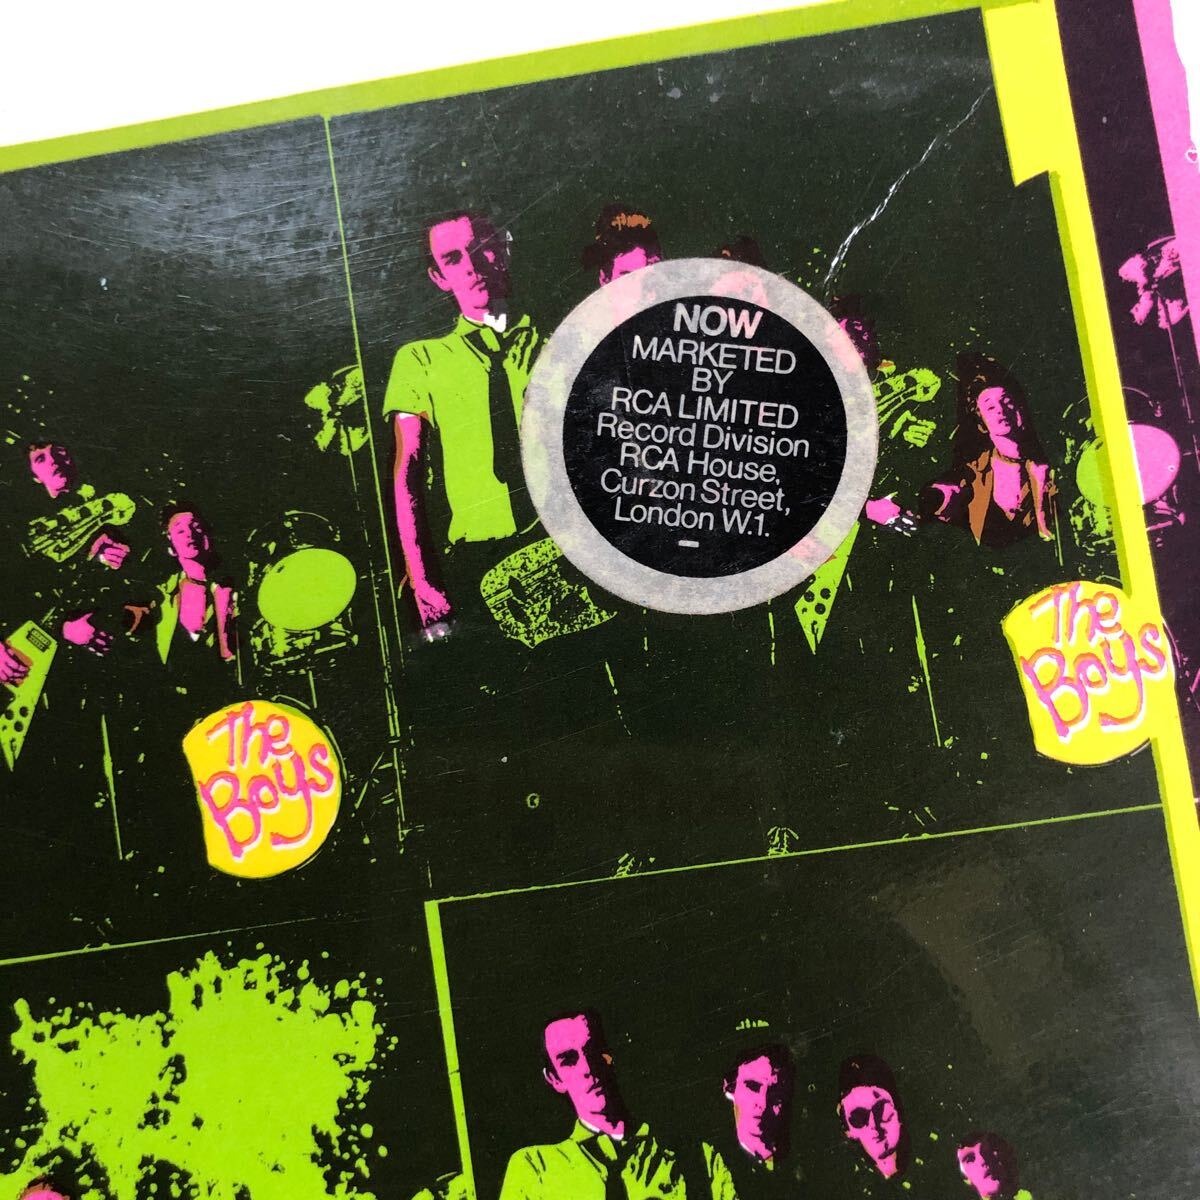 NOW
MARKETED
BY
RCA LIMITED
Record Division
RCA House,
Curzon Street,
London W.1.
The
Boys
The
Boys